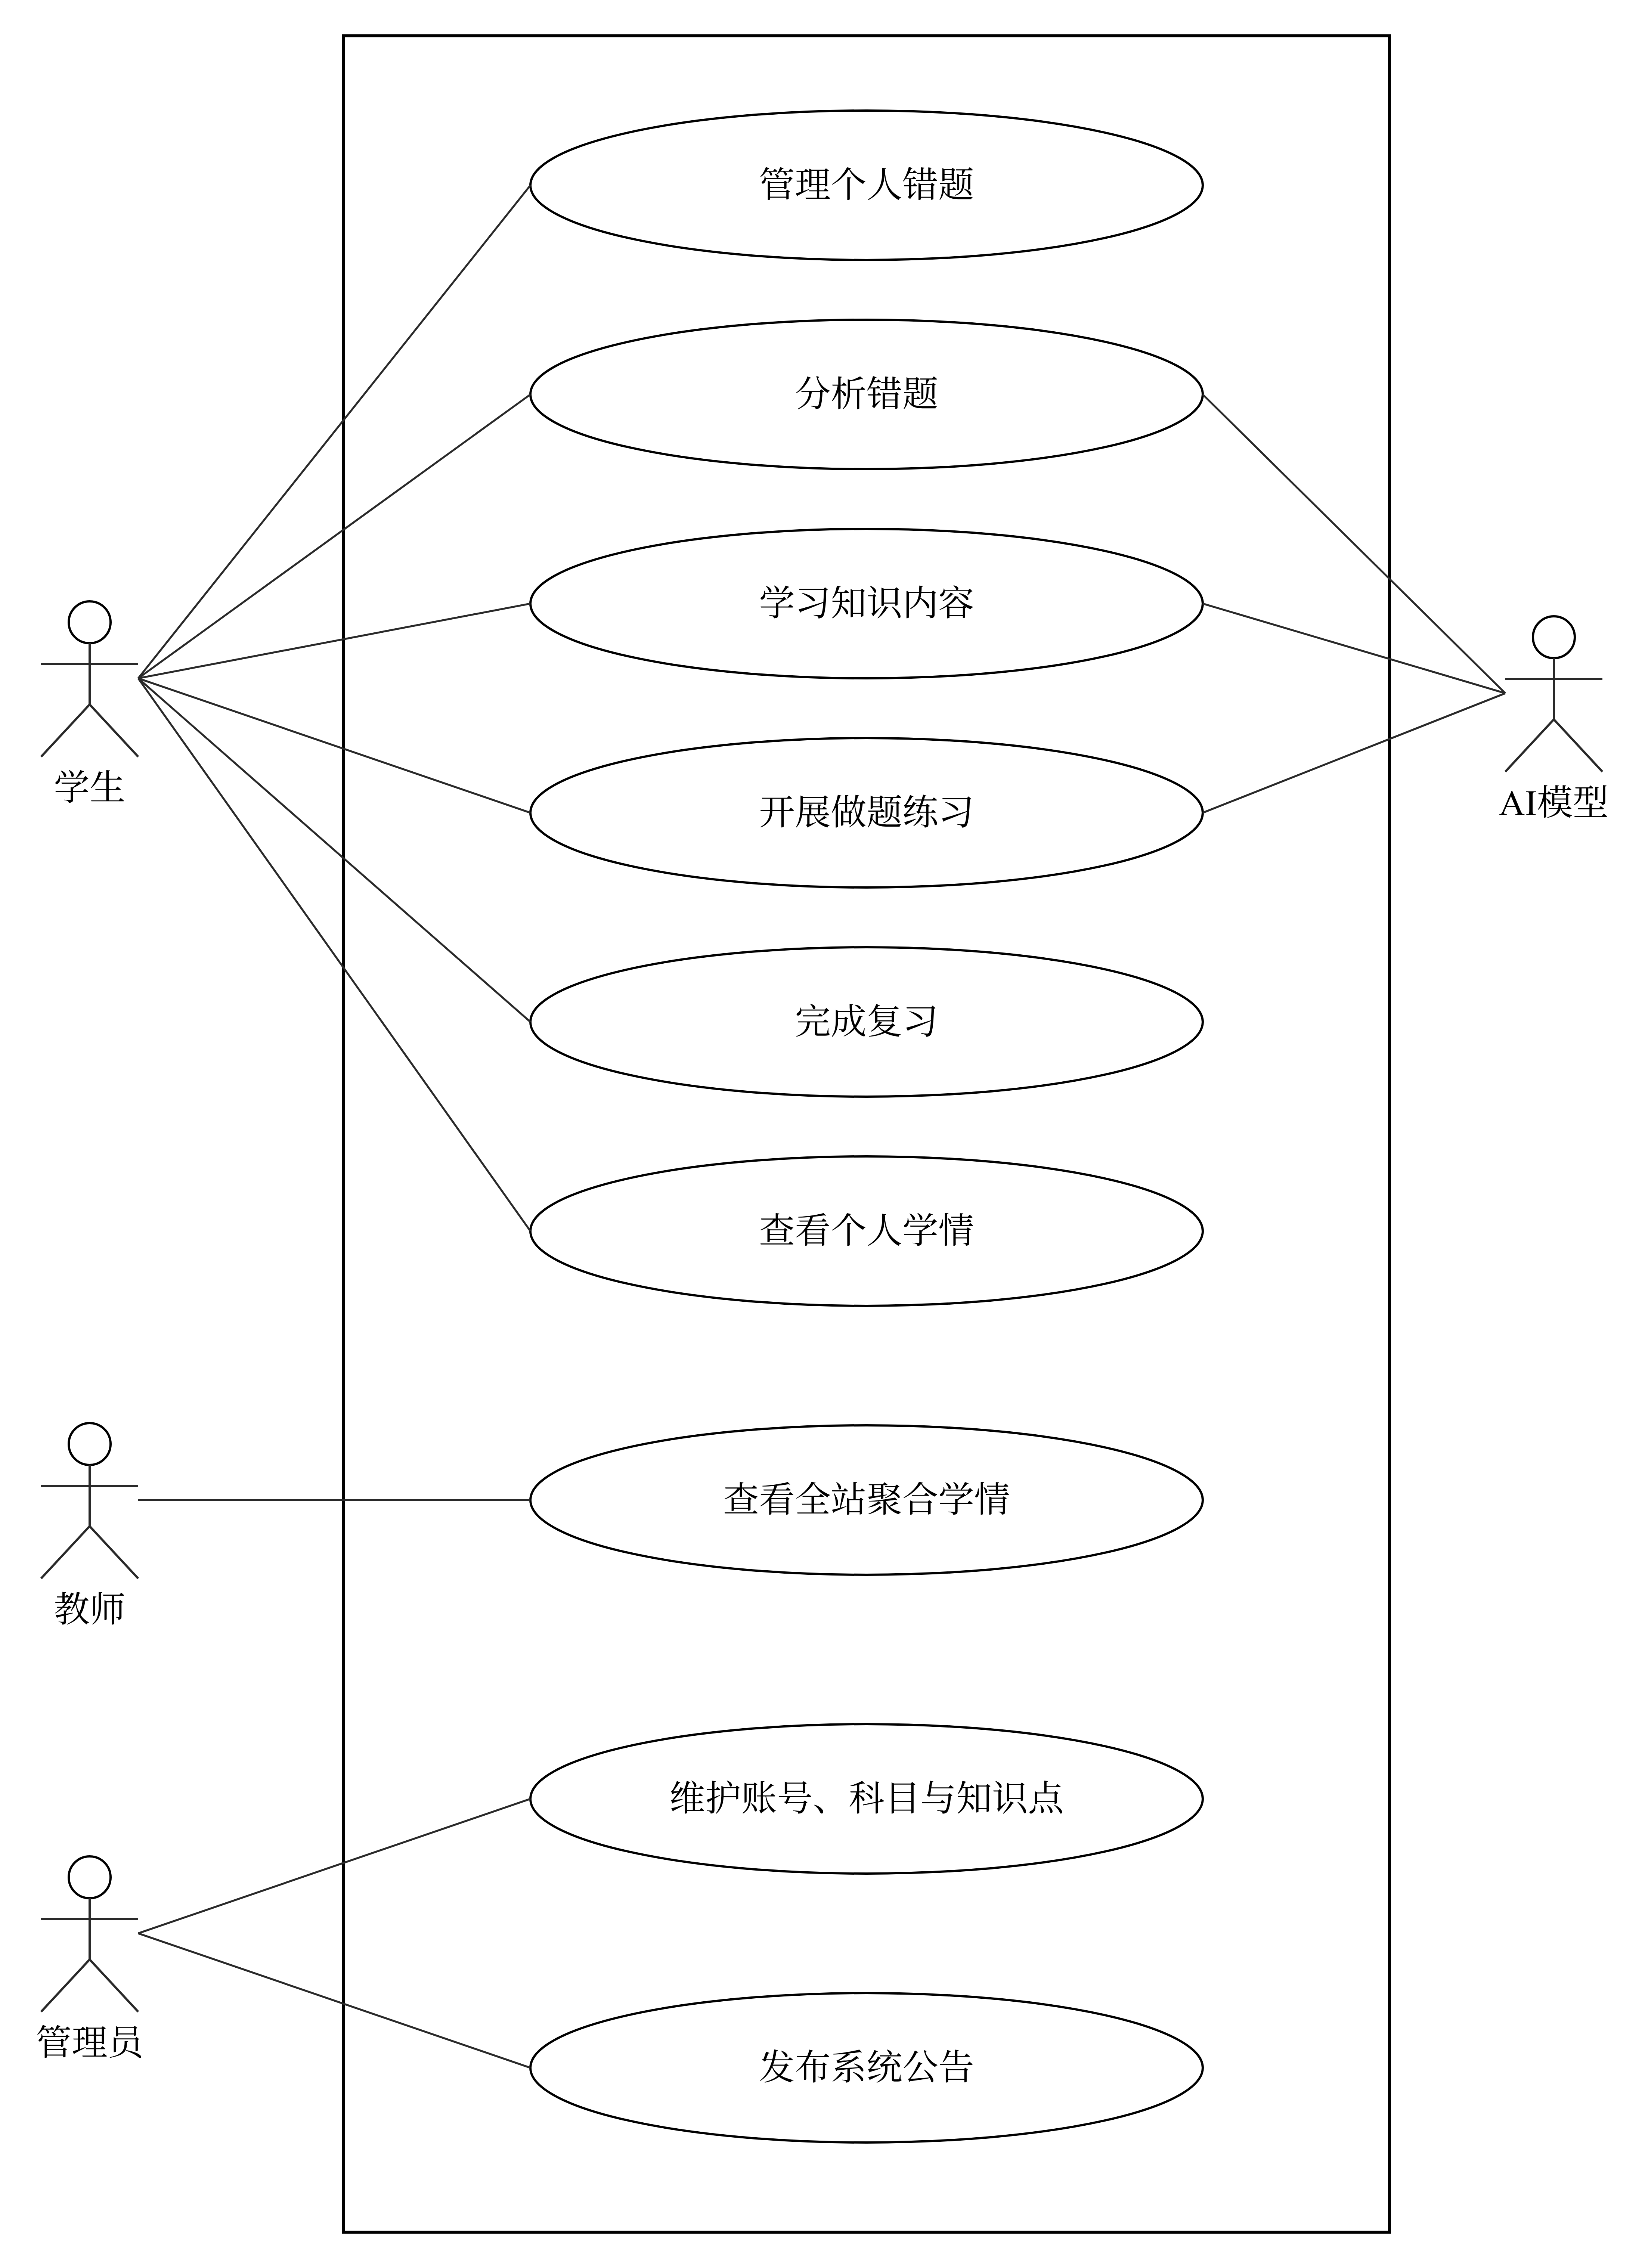 管理个人错题
分析错题
学习知识内容
学生
开展做题练习
AI模型
完成复习
查看个人学情
查看全站聚合学情
教师
维护账号、科目与知识点
管理员
发布系统公告